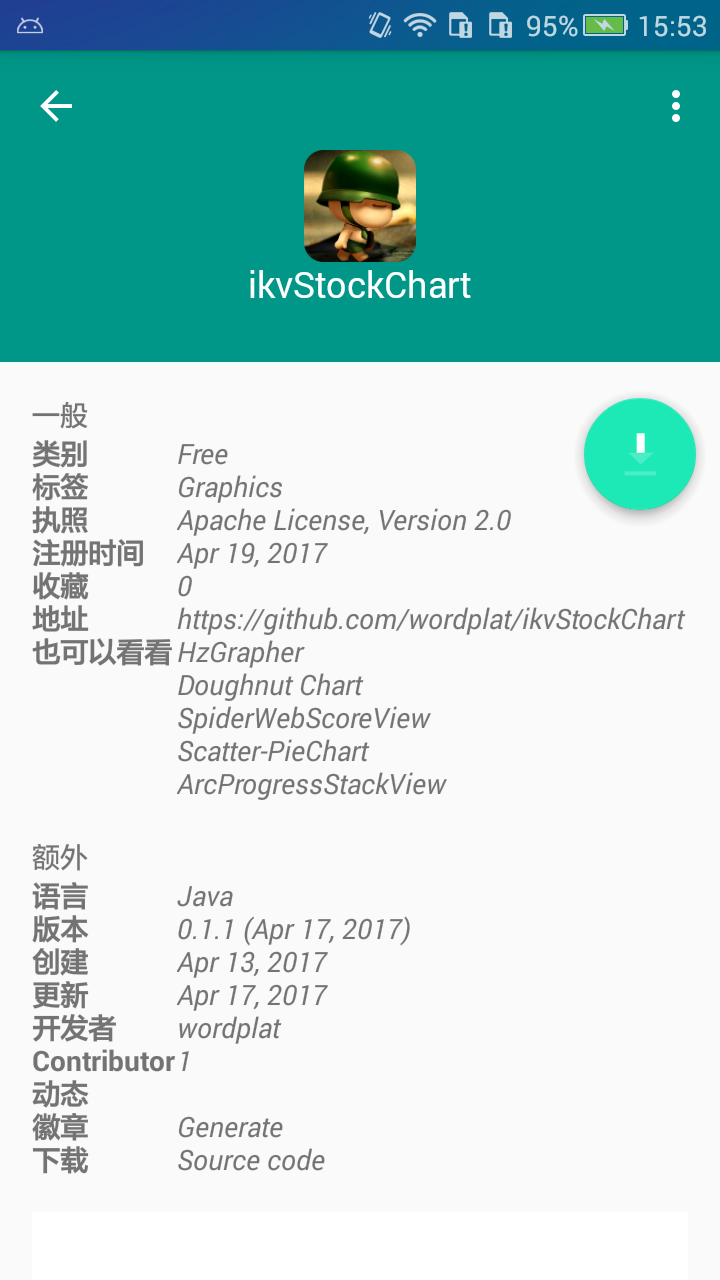 95% 15:53
ikvStockChart
一般
类别 Free
标签 Graphics
执照 Apache License, Version 2.0
注册时间 Apr 19, 2017
收藏 0
地址 https://github.com/wordplat/ikvStockChart
也可以看看 HzGrapher
Doughnut Chart
SpiderWebScoreView
Scatter-PieChart
ArcProgressStackView
额外
语言 Java
版本 0.1.1 (Apr 17, 2017)
创建 Apr 13, 2017
更新 Apr 17, 2017
开发者 wordplat
Contributor 1
动态
徽章 Generate
下载 Source code